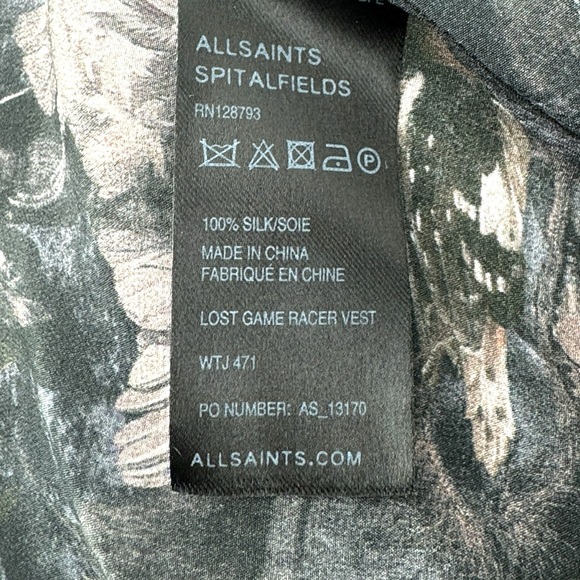 ALLSAINTS
SPITALFIELDS
RN128793
P
100% SILK/SOIE
MADE IN CHINA
FABRIQUÉ EN CHINE
LOST GAME RACER VEST
WTJ 471
PO NUMBER: AS_13170
ALLSAINTS.COM